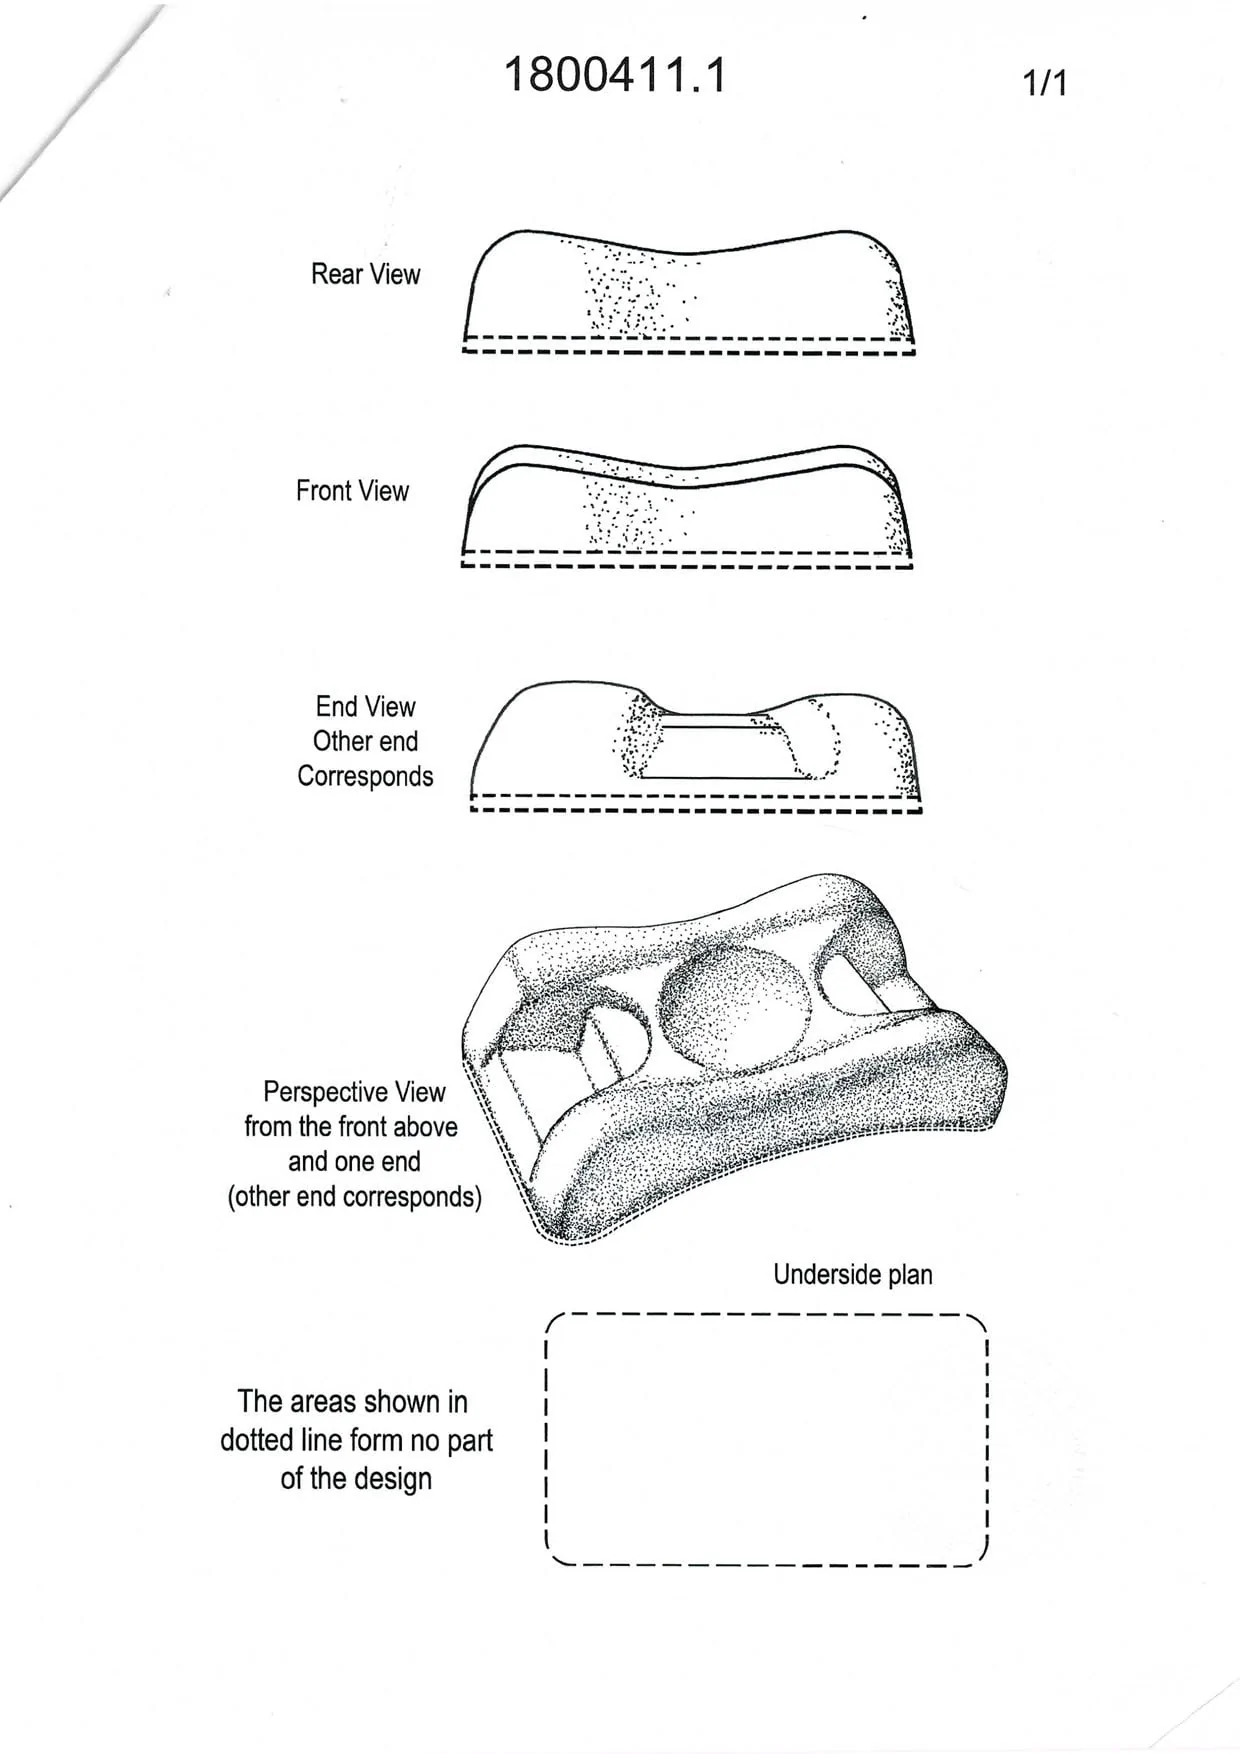 1800411.1
1/1
Rear View
Front View
End View
Other end
Corresponds
Perspective View
from the front above
and one end
(other end corresponds)
Underside plan
The areas shown in
dotted line form no part
of the design